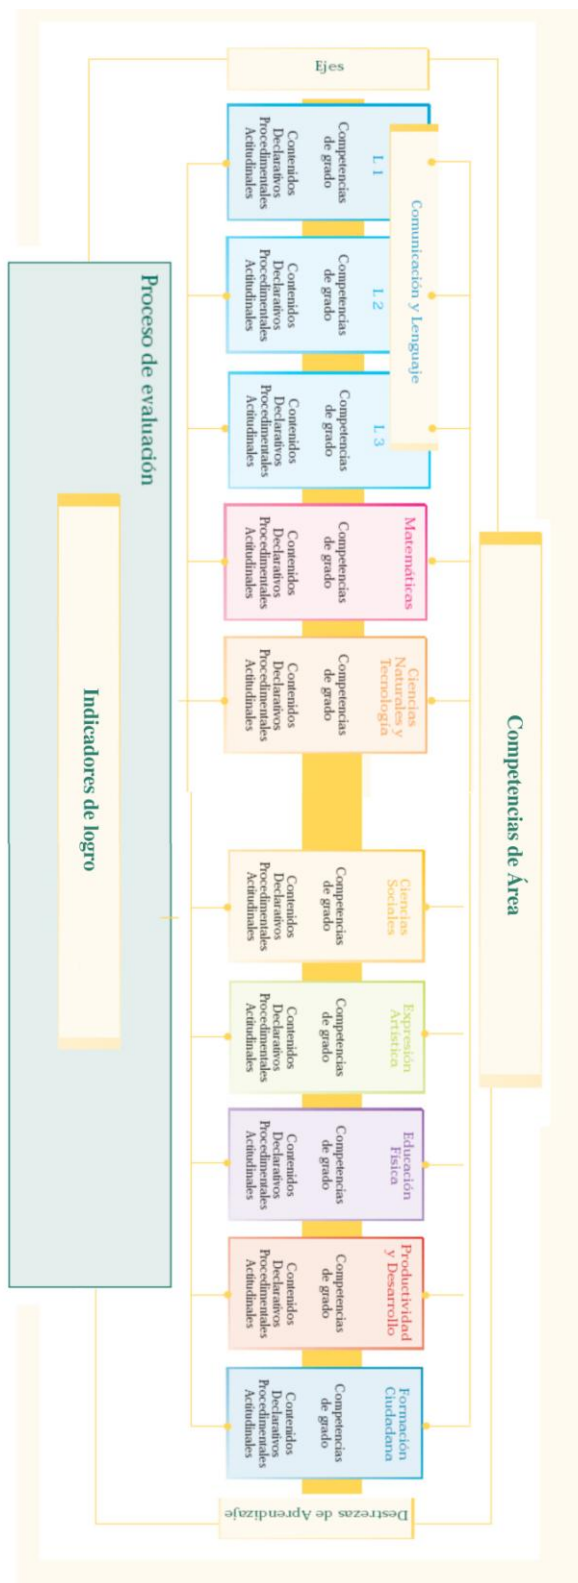 Competencias de Área
Ejes
Comunicación y Lenguaje
L 1
Competencias
de grado
Contenidos
Declarativos
Procedimentales
Actitudinales
L 2
Competencias
de grado
Contenidos
Declarativos
Procedimentales
Actitudinales
L 3
Competencias
de grado
Contenidos
Declarativos
Procedimentales
Actitudinales
Matemáticas
Competencias
de grado
Contenidos
Declarativos
Procedimentales
Actitudinales
Ciencias
Naturales y
Tecnología
Competencias
de grado
Contenidos
Declarativos
Procedimentales
Actitudinales
Ciencias
Sociales
Competencias
de grado
Contenidos
Declarativos
Procedimentales
Actitudinales
Expresión
Artística
Competencias
de grado
Contenidos
Declarativos
Procedimentales
Actitudinales
Educación
Física
Competencias
de grado
Contenidos
Declarativos
Procedimentales
Actitudinales
Productividad
y Desarrollo
Competencias
de grado
Contenidos
Declarativos
Procedimentales
Actitudinales
Formación
Ciudadana
Competencias
de grado
Contenidos
Declarativos
Procedimentales
Actitudinales
Destrezas de Aprendizaje
Proceso de evaluación
Indicadores de logro